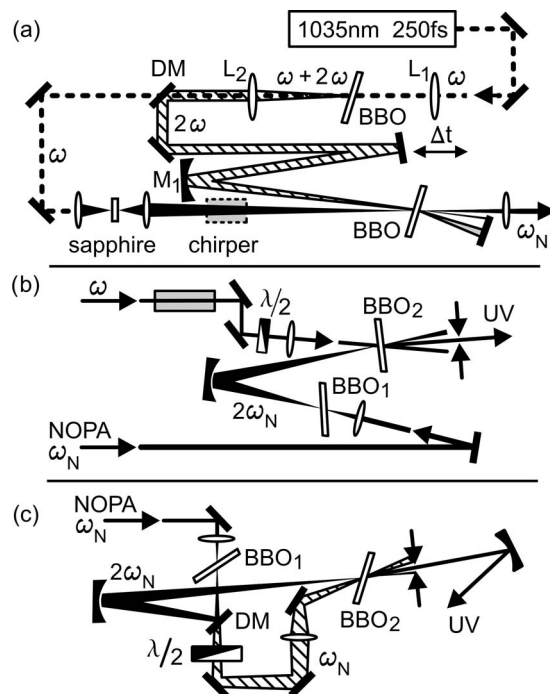 (a)
1035nm 250fs
DM
L2
ω + 2ω
L1
ω
BBO
2ω
Δt
ω
M1
sapphire
chirper
BBO
ωN
(b)
ω
λ/2
BBO2
UV
BBO1
2ωN
NOPA
ωN
(c)
NOPA
ωN
BBO1
2ωN
DM
BBO2
λ/2
ωN
UV